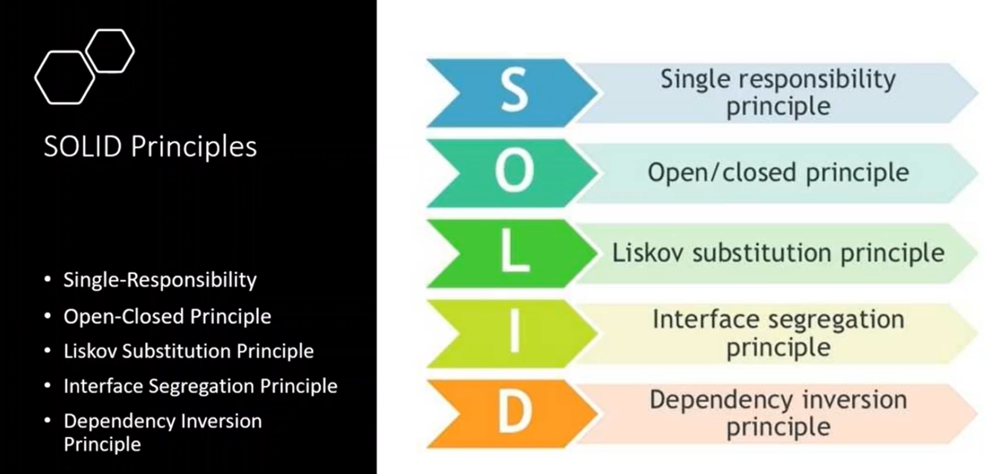 SOLID Principles
• Single-Responsibility
• Open-Closed Principle
• Liskov Substitution Principle
• Interface Segregation Principle
• Dependency Inversion
Principle
S
Single responsibility
principle
O
Open/closed principle
L
Liskov substitution principle
I
Interface segregation
principle
D
Dependency inversion
principle